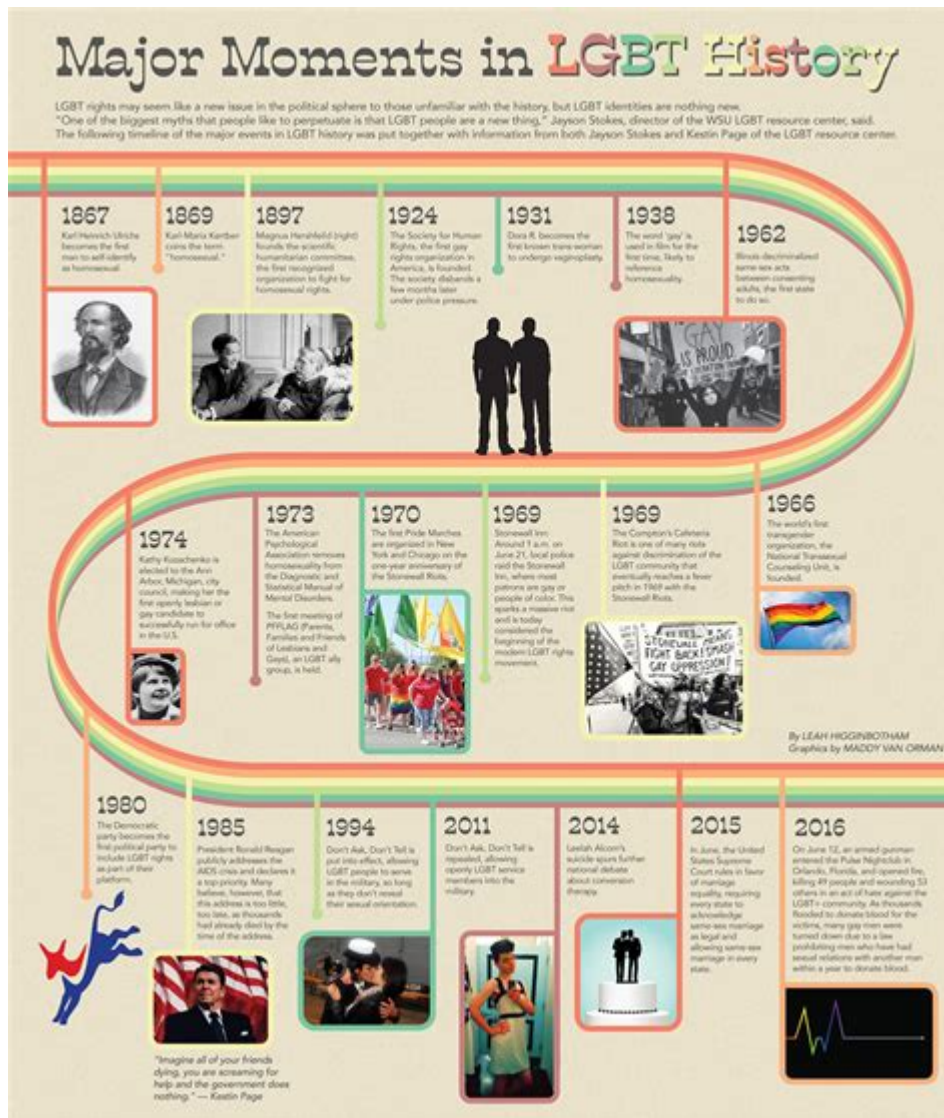 Major Moments in LGBT History
LGBT rights may seem like a new issue in the political sphere to those unfamiliar with the history, but LGBT identities are nothing new.
"One of the biggest myths that people like to perpetuate is that LGBT people are a new thing," Jayson Stokes, director of the WSU LGBT resource center, said.
The following timeline of the major events in LGBT history was put together with information from both Jayson Stokes and Kestin Page of the LGBT resource center.
1867
Karl Heinrich Ulrichs
becomes the first
man to self-identify
as homosexual.
1869
Karl-Maria Kertber
coins the term
"homosexual."
1897
Magnus Hershfeild (right)
founds the scientific
humanitarian committee,
the first recognized
organization to fight for
homosexual rights.
1924
The Society for Human
Rights, the first gay
rights organization in
America, is founded.
The society disbands a
few months later
under police pressure.
1931
Dora R. becomes the
first known trans-woman
to undergo vaginoplasty.
1938
The word 'gay' is
used in film for the
first time, likely to
reference
homosexuality.
1962
Illinois decriminalized
same-sex acts
between consenting
adults, the first state
to do so.
GAY
IS PROUD
1974
Kathy Kozachenko is
elected to the Ann
Arbor, Michigan, city
council, making her the
first openly lesbian or
gay candidate to
successfully run for office
in the U.S.
1973
The American
Psychological
Association removes
homosexuality from
the Diagnostic and
Statistical Manual of
Mental Disorders.
The first meeting of
PFFLAG (Parents,
Families and Friends
of Lesbians and
Gays), an LGBT ally
group, is held.
1970
The first Pride Marches
are organized in New
York and Chicago on the
one-year anniversary of
the Stonewall Riots.
1969
Stonewall Inn:
Around 1 a.m. on
June 21, local police
raid the Stonewall
Inn, where most
patrons are gay or
people of color. This
sparks a massive riot
and is today
considered the
beginning of the
modern LGBT rights
movement.
1969
The Compton's Cafeteria
Riot is one of many riots
against discrimination of the
LGBT community that
eventually reaches a fever
pitch in 1969 with the
Stonewall Riots.
STONEWALL MEANS
FIGHT BACK! SMASH
GAY OPPRESSION!
1966
The world's first
transgender
organization, the
National Transsexual
Counseling Unit, is
founded.
By LEAH HIGGINBOTHAM
Graphics by MADDY VAN ORMAN
1980
The Democratic
party becomes the
first political party to
include LGBT rights
as part of their
platform.
1985
President Ronald Reagan
publicly addresses the
AIDS crisis and declares it
a top-priority. Many
believe, however, that
this address is too little,
too late, as thousands
had already died by the
time of the address.
"Imagine all of your friends
dying, you are screaming for
help and the government does
nothing." — Kestin Page
1994
Don't Ask, Don't Tell is
put into effect, allowing
LGBT people to serve
in the military, so long
as they don't reveal
their sexual orientation.
2011
Don't Ask, Don't Tell is
repealed, allowing
openly LGBT service
members into the
military.
2014
Leelah Alcorn's
suicide spurs further
national debate
about conversion
therapy.
2015
In June, the United
States Supreme
Court rules in favor
of marriage
equality, requiring
every state to
acknowledge
same-sex marriage
as legal and
allowing same-sex
marriage in every
state.
2016
On June 12, an armed gunman
entered the Pulse Nightclub in
Orlando, Florida, and opened fire,
killing 49 people and wounding 53
others in an act of hate against the
LGBT+ community. As thousands
flooded to donate blood for the
victims, many gay men were
turned down due to a law
prohibiting men who have had
sexual relations with another man
within a year to donate blood.